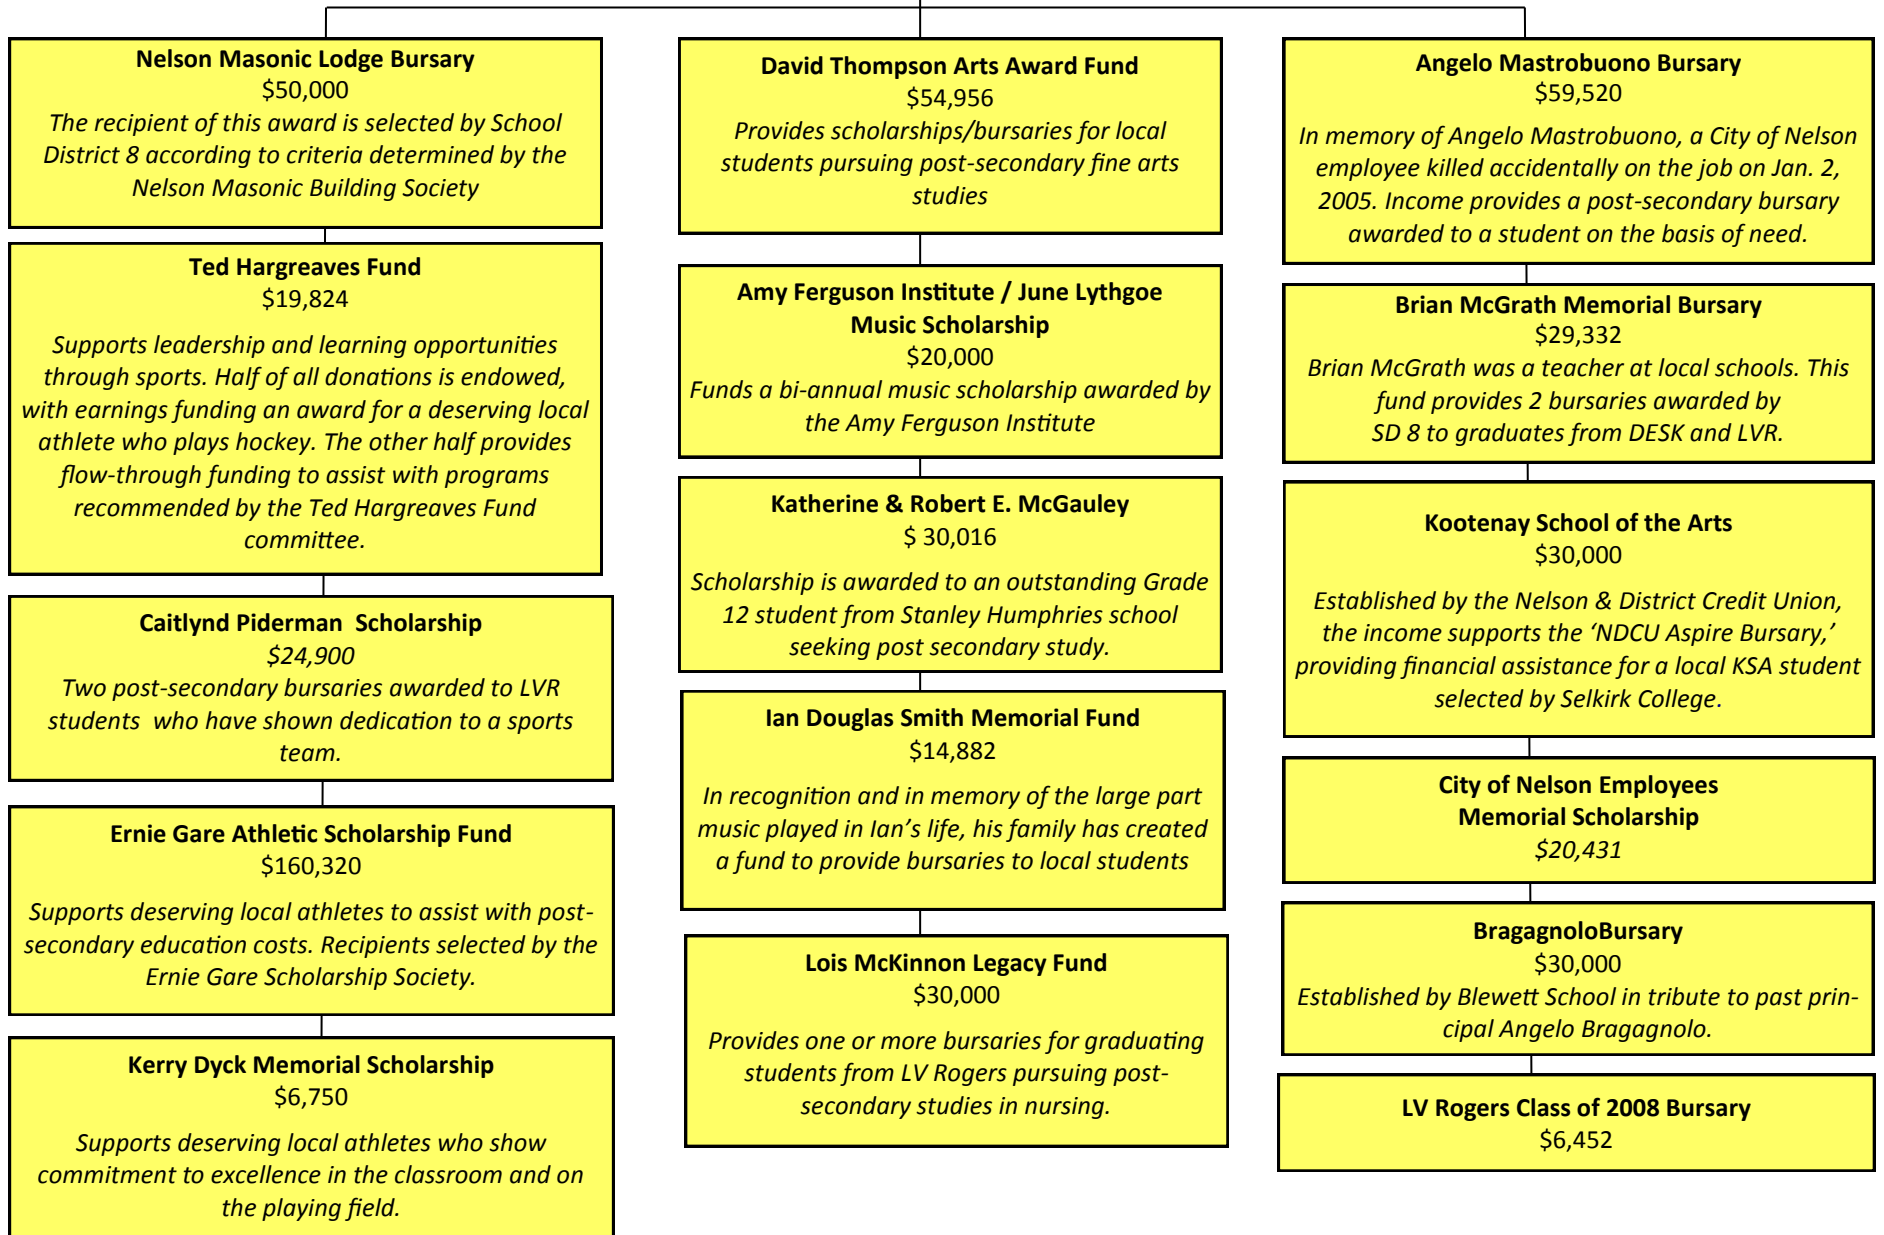 Nelson Masonic Lodge Bursary
$50,000
The recipient of this award is selected by School
District 8 according to criteria determined by the
Nelson Masonic Building Society
Ted Hargreaves Fund
$19,824
Supports leadership and learning opportunities
through sports. Half of all donations is endowed,
with earnings funding an award for a deserving local
athlete who plays hockey. The other half provides
flow-through funding to assist with programs
recommended by the Ted Hargreaves Fund
committee.
Caitlynd Piderman  Scholarship
$24,900
Two post-secondary bursaries awarded to LVR
students  who have shown dedication to a sports
team.
Ernie Gare Athletic Scholarship Fund
$160,320
Supports deserving local athletes to assist with post-
secondary education costs. Recipients selected by the
Ernie Gare Scholarship Society.
Kerry Dyck Memorial Scholarship
$6,750
Supports deserving local athletes who show
commitment to excellence in the classroom and on
the playing field.
David Thompson Arts Award Fund
$54,956
Provides scholarships/bursaries for local
students pursuing post-secondary fine arts
studies
Amy Ferguson Institute / June Lythgoe
Music Scholarship
$20,000
Funds a bi-annual music scholarship awarded by
the Amy Ferguson Institute
Katherine & Robert E. McGauley
$ 30,016
Scholarship is awarded to an outstanding Grade
12 student from Stanley Humphries school
seeking post secondary study.
Ian Douglas Smith Memorial Fund
$14,882
In recognition and in memory of the large part
music played in Ian's life, his family has created
a fund to provide bursaries to local students
Lois McKinnon Legacy Fund
$30,000
Provides one or more bursaries for graduating
students from LV Rogers pursuing post-
secondary studies in nursing.
Angelo Mastrobuono Bursary
$59,520
In memory of Angelo Mastrobuono, a City of Nelson
employee killed accidentally on the job on Jan. 2,
2005. Income provides a post-secondary bursary
awarded to a student on the basis of need.
Brian McGrath Memorial Bursary
$29,332
Brian McGrath was a teacher at local schools. This
fund provides 2 bursaries awarded by
SD 8 to graduates from DESK and LVR.
Kootenay School of the Arts
$30,000
Established by the Nelson & District Credit Union,
the income supports the ‘NDCU Aspire Bursary,’
providing financial assistance for a local KSA student
selected by Selkirk College.
City of Nelson Employees
Memorial Scholarship
$20,431
BragagnoloBursary
$30,000
Established by Blewett School in tribute to past prin-
cipal Angelo Bragagnolo.
LV Rogers Class of 2008 Bursary
$6,452